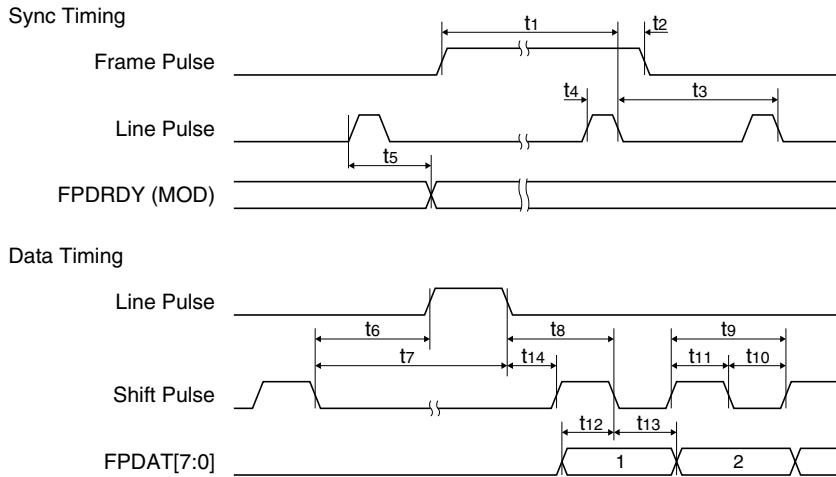 Sync Timing
t1 t2
Frame Pulse
t4 t3
Line Pulse
t5
FPDRDY (MOD)
Data Timing
Line Pulse
t6 t8 t9
t7 t14 t11 t10
Shift Pulse
t12 t13
FPDAT[7:0] 1 2